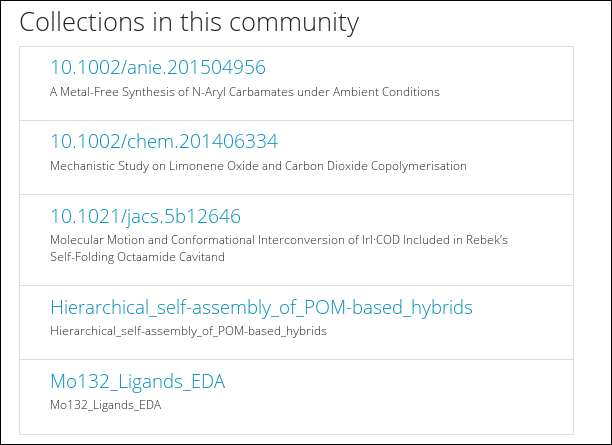 Collections in this community
10.1002/anie.201504956
A Metal-Free Synthesis of N-Aryl Carbamates under Ambient Conditions
10.1002/chem.201406334
Mechanistic Study on Limonene Oxide and Carbon Dioxide Copolymerisation
10.1021/jacs.5b12646
Molecular Motion and Conformational Interconversion of IrI·COD Included in Rebek’s
Self-Folding Octaamide Cavitand
Hierarchical_self-assembly_of_POM-based_hybrids
Hierarchical_self-assembly_of_POM-based_hybrids
Mo132_Ligands_EDA
Mo132_Ligands_EDA